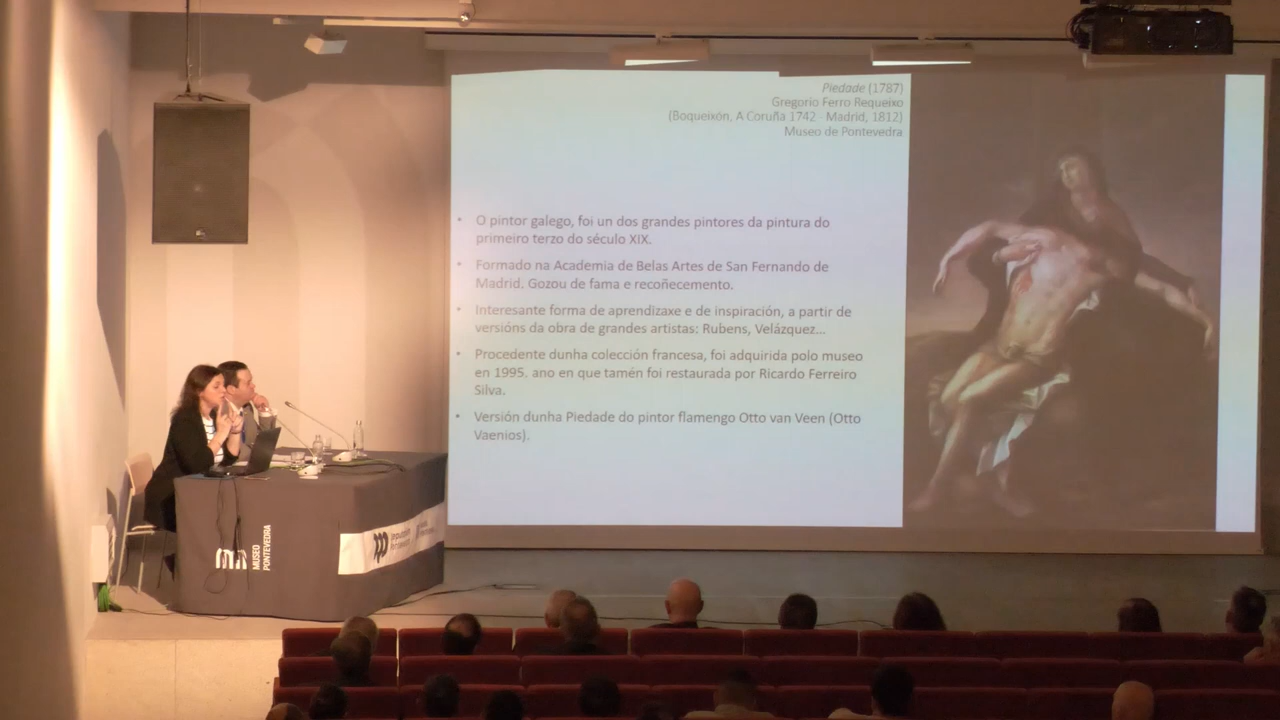 Piedade (1787)
Gregorio Ferro Requeixo
(Boqueixón, A Coruña 1742 - Madrid, 1812)
Museo de Pontevedra
• O pintor galego, foi un dos grandes pintores da pintura do
primeiro terzo do século XIX.
• Formado na Academia de Belas Artes de San Fernando de
Madrid. Gozou de fama e recoñecemento.
• Interesante forma de aprendizaxe e de inspiración, a partir de
versións da obra de grandes artistas: Rubens, Velázquez...
• Procedente dunha colección francesa, foi adquirida polo museo
en 1995. ano en que tamén foi restaurada por Ricardo Ferreiro
Silva.
• Versión dunha Piedade do pintor flamengo Otto van Veen (Otto
Vaenios).
MUSEO
PONTEVEDRA